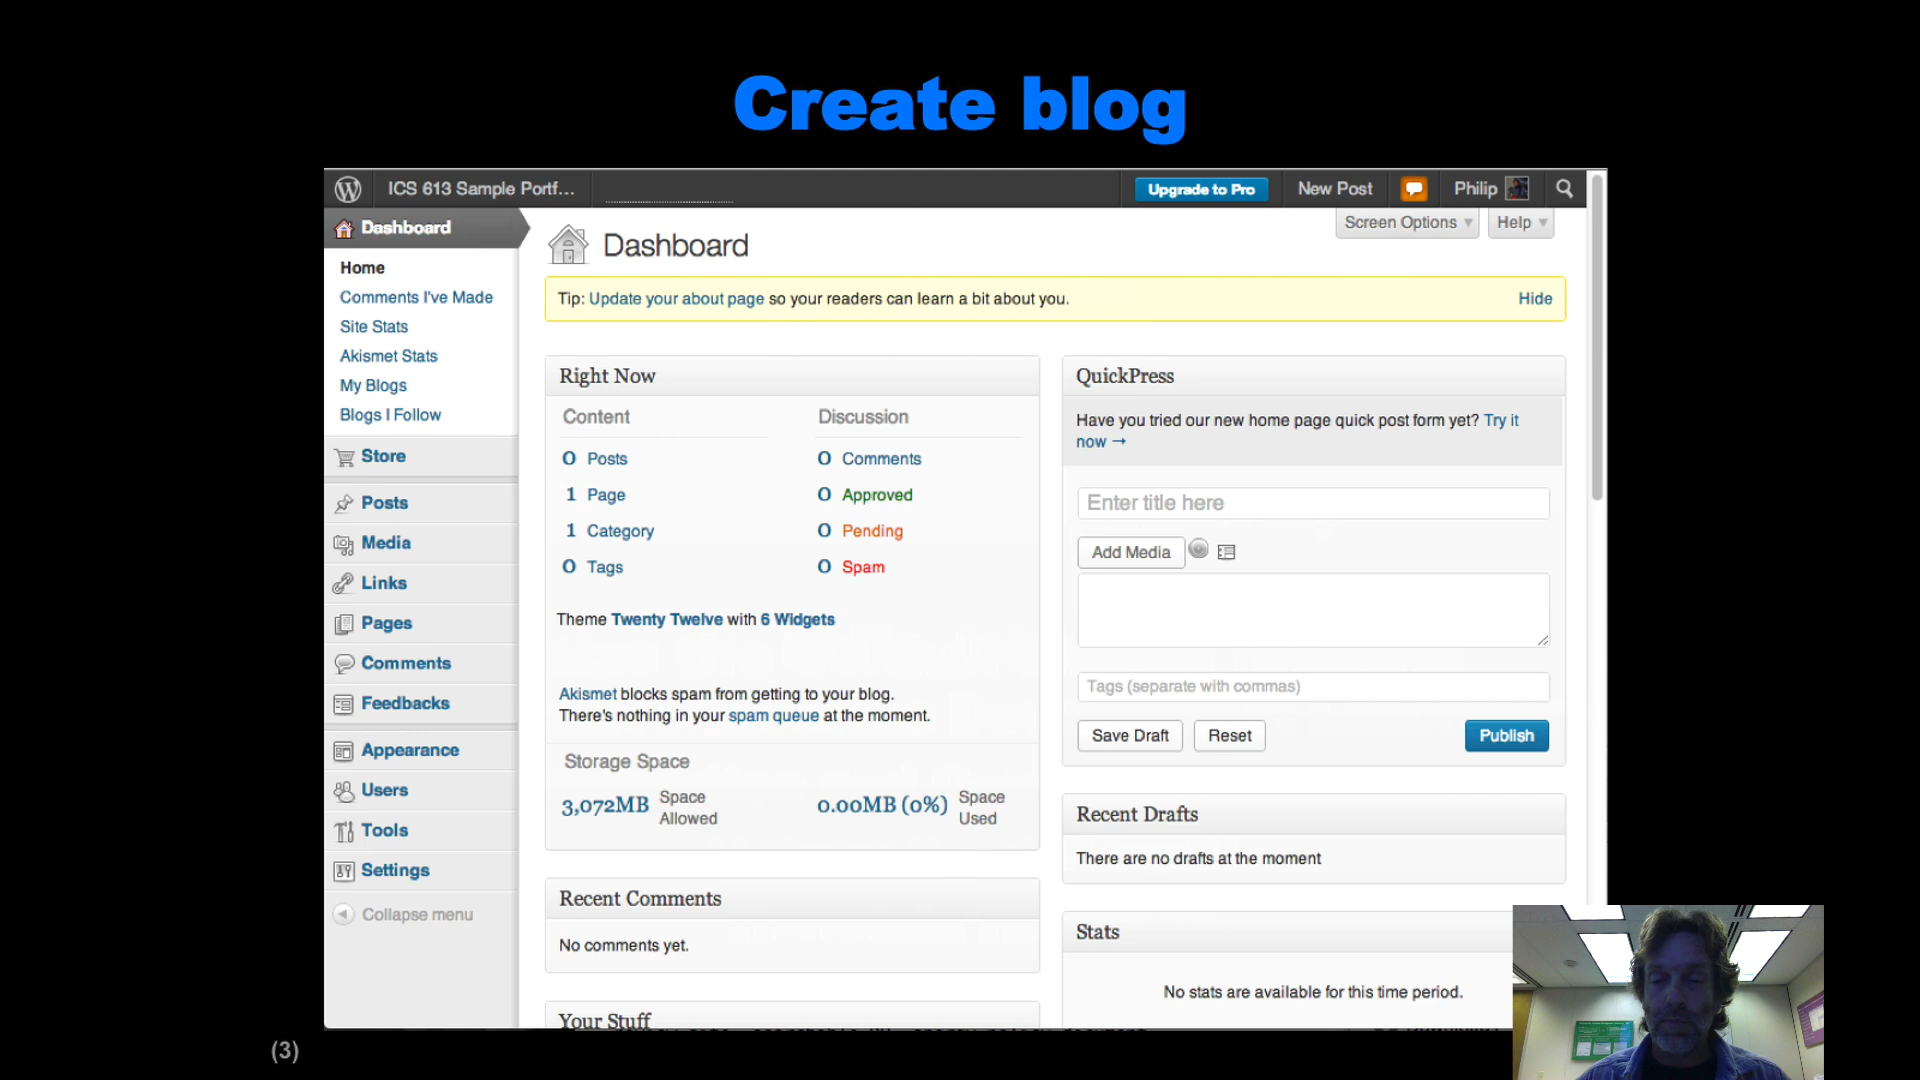 Create blog
ICS 613 Sample Portf...
Upgrade to Pro
New Post
Philip
Dashboard
Home
Comments I've Made
Site Stats
Akismet Stats
My Blogs
Blogs I Follow
Store
Posts
Media
Links
Pages
Comments
Feedbacks
Appearance
Users
Tools
Settings
Collapse menu
Screen Options
Help
Dashboard
Tip: Update your about page so your readers can learn a bit about you.
Hide
Right Now
Content
Discussion
0 Posts
0 Comments
1 Page
0 Approved
1 Category
0 Pending
0 Tags
0 Spam
Theme Twenty Twelve with 6 Widgets
Akismet blocks spam from getting to your blog.
There's nothing in your spam queue at the moment.
Storage Space
3,072MB Space Allowed
0.00MB (0%) Space Used
Recent Comments
No comments yet.
Your Stuff
QuickPress
Have you tried our new home page quick post form yet? Try it
now →
Enter title here
Add Media
Tags (separate with commas)
Save Draft
Reset
Publish
Recent Drafts
There are no drafts at the moment
Stats
No stats are available for this time period.
(3)